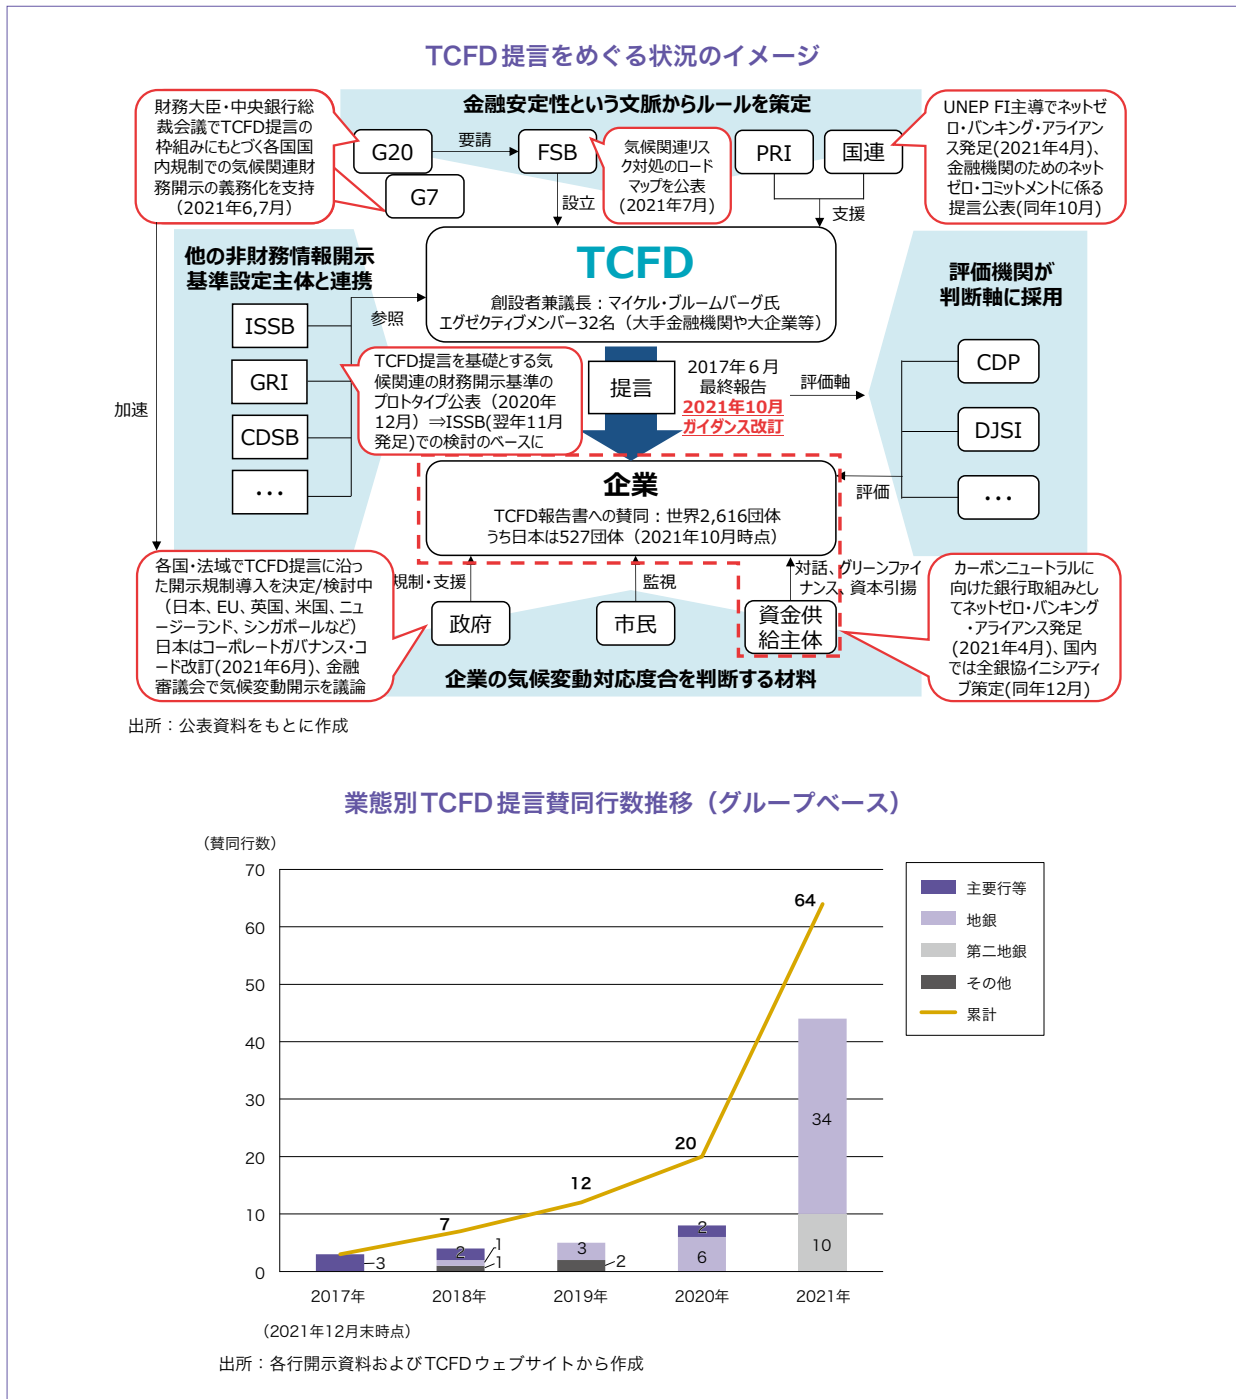 TCFD提言をめぐる状況のイメージ
金融安定性という文脈からルールを策定
財務大臣・中央銀行総
裁会議でTCFD提言の
枠組みにもとづく各国国
内規制での気候関連財
務開示の義務化を支持
（2021年6,7月）
G20
要請
FSB
G7
設立
気候関連リス
ク対処のロード
マップを公表
(2021年7月)
PRI
国連
支援
UNEP FI主導でネットゼ
ロ・バンキング・アライアン
ス発足(2021年4月)、
金融機関のためのネット
ゼロ・コミットメントに係る
提言公表(同年10月)
他の非財務情報開示
基準設定主体と連携
ISSB
GRI
CDSB
・・・
参照
加速
TCFD
創設者兼議長：マイケル・ブルームバーグ氏
エグゼクティブメンバー32名（大手金融機関や大企業等）
TCFD提言を基礎とする気
候関連の財務開示基準の
プロトタイプ公表（2020年
12月）⇒ISSB(翌年11月
発足)での検討のベースに
提言
2017年６月
最終報告
2021年10月
ガイダンス改訂
評価軸
評価機関が
判断軸に採用
CDP
DJSI
・・・
評価
企業
TCFD報告書への賛同：世界2,616団体
うち日本は527団体（2021年10月時点）
各国・法域でTCFD提言に沿っ
た開示規制導入を決定/検討中
（日本、EU、英国、米国、ニュ
ージーランド、シンガポールなど）
日本はコーポレートガバナンス・コ
ード改訂(2021年6月)、金融
審議会で気候変動開示を議論
規制・支援
監視
対話、グリーンファイ
ナンス、資本引揚
政府
市民
資金供
給主体
カーボンニュートラルに
向けた銀行取組みとし
てネットゼロ・バンキング
・アライアンス発足
(2021年4月)、国内
では全銀協イニシアティ
ブ策定(同年12月)
企業の気候変動対応度合を判断する材料
出所：公表資料をもとに作成
業態別TCFD提言賛同行数推移（グループベース）
（賛同行数）
70
60
50
40
30
20
10
0
3
7
2
1
1
12
3
2
20
2
6
64
34
10
2017年
2018年
2019年
2020年
2021年
主要行等
地銀
第二地銀
その他
累計
（2021年12月末時点）
出所：各行開示資料およびTCFDウェブサイトから作成